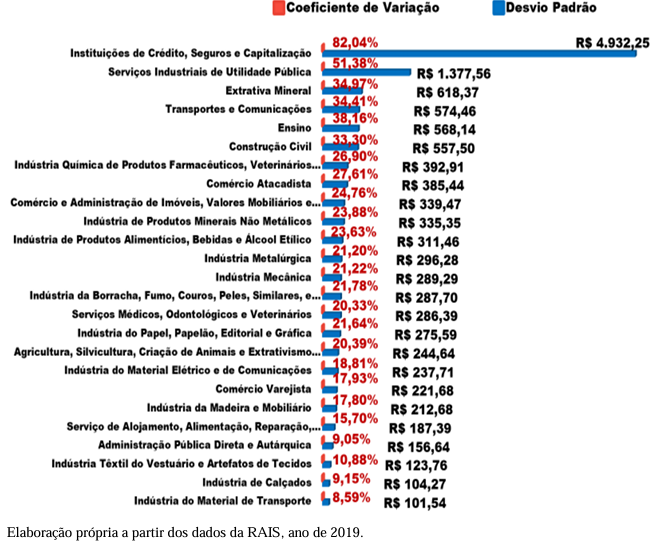 Coeficiente de Variação Desvio Padrão
82,04% R$ 4.932,25
Instituições de Crédito, Seguros e Capitalização
51,38%
Serviços Industriais de Utilidade Pública R$ 1.377,56
34,97%
Extrativa Mineral R$ 618,37
34,41%
Transportes e Comunicações R$ 574,46
38,16%
Ensino R$ 568,14
33,30%
Construção Civil R$ 557,50
26,90%
Indústria Química de Produtos Farmacêuticos, Veterinários... R$ 392,91
27,61%
Comércio Atacadista R$ 385,44
24,76%
Comércio e Administração de Imóveis, Valores Mobiliários e... R$ 339,47
23,88%
Indústria de Produtos Minerais Não Metálicos R$ 335,35
23,63%
Indústria de Produtos Alimentícios, Bebidas e Álcool Etílico R$ 311,46
21,20%
Indústria Metalúrgica R$ 296,28
21,22%
Indústria Mecânica R$ 289,29
21,78%
Indústria da Borracha, Fumo, Couros, Peles, Similares, e... R$ 287,70
20,33%
Serviços Médicos, Odontológicos e Veterinários R$ 286,39
21,64%
Indústria do Papel, Papelão, Editorial e Gráfica R$ 275,59
20,39%
Agricultura, Silvicultura, Criação de Animais e Extrativismo... R$ 244,64
18,81%
Indústria do Material Elétrico e de Comunicações R$ 237,71
17,93%
Comércio Varejista R$ 221,68
17,80%
Indústria da Madeira e Mobiliário R$ 212,68
15,70%
Serviço de Alojamento, Alimentação, Reparação,... R$ 187,39
9,05%
Administração Pública Direta e Autárquica R$ 156,64
10,88%
Indústria Têxtil do Vestuário e Artefatos de Tecidos R$ 123,76
9,15%
Indústria de Calçados R$ 104,27
8,59%
Indústria do Material de Transporte R$ 101,54
Elaboração própria a partir dos dados da RAIS, ano de 2019.